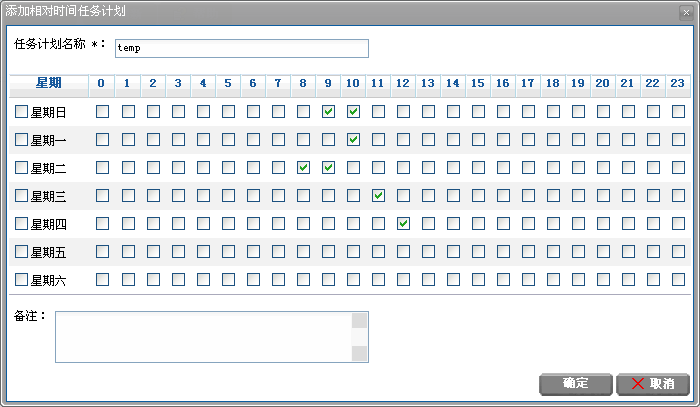 添加相对时间任务计划
任务计划名称 *： temp
星期 0 1 2 3 4 5 6 7 8 9 10 11 12 13 14 15 16 17 18 19 20 21 22 23
星期日
星期一
星期二
星期三
星期四
星期五
星期六
备注：
确定 取消